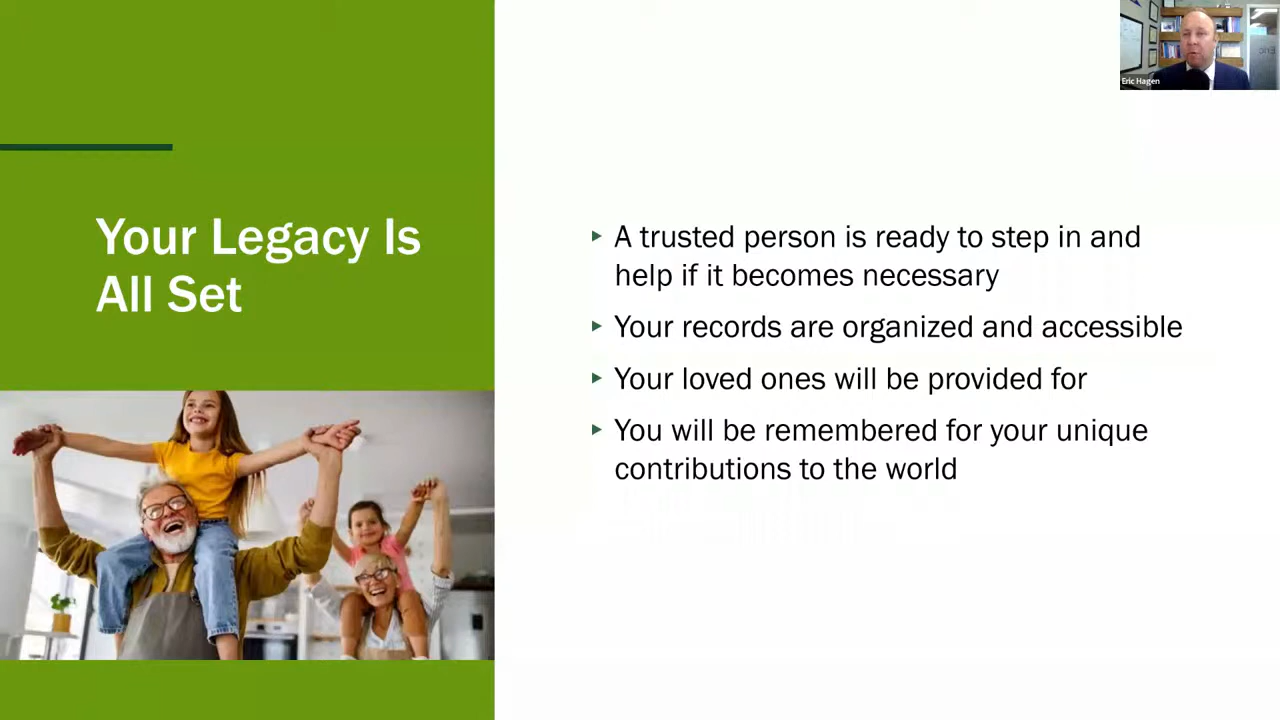 Eric Hagen
Your Legacy Is
All Set
▸ A trusted person is ready to step in and
help if it becomes necessary
▸ Your records are organized and accessible
▸ Your loved ones will be provided for
▸ You will be remembered for your unique
contributions to the world